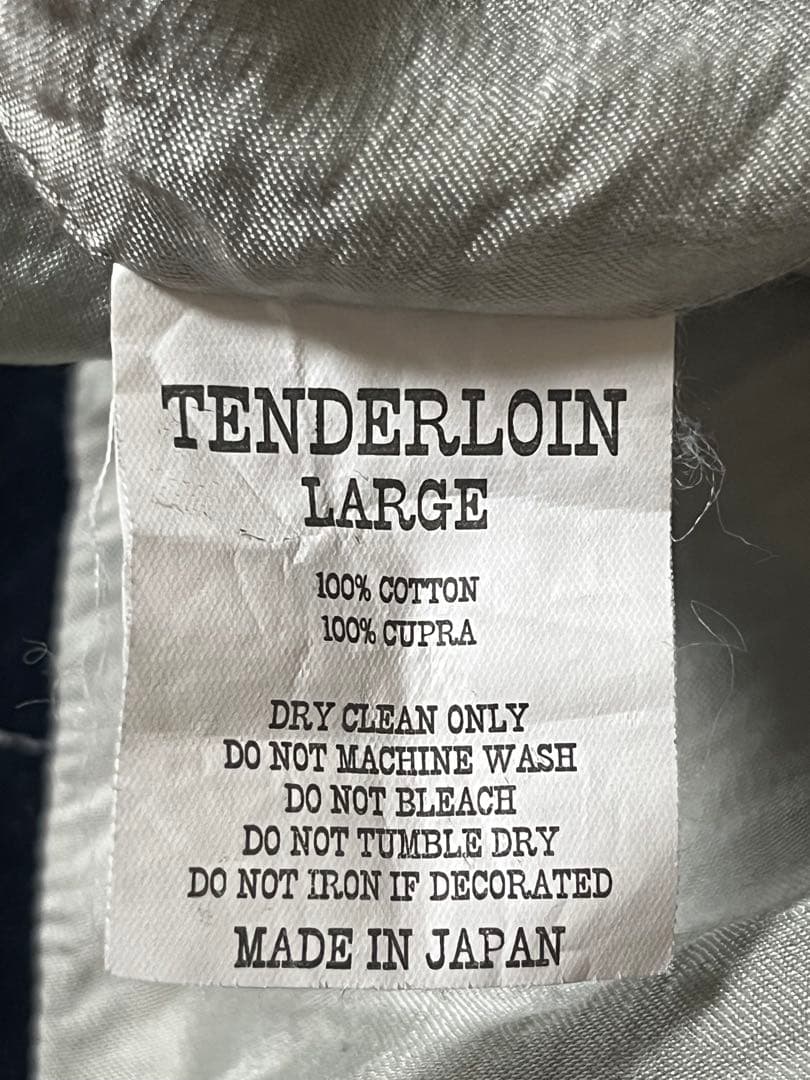 TENDERLOIN
LARGE
100% COTTON
100% CUPRA
DRY CLEAN ONLY
DO NOT MACHINE WASH
DO NOT BLEACH
DO NOT TUMBLE DRY
DO NOT IRON IF DECORATED
MADE IN JAPAN